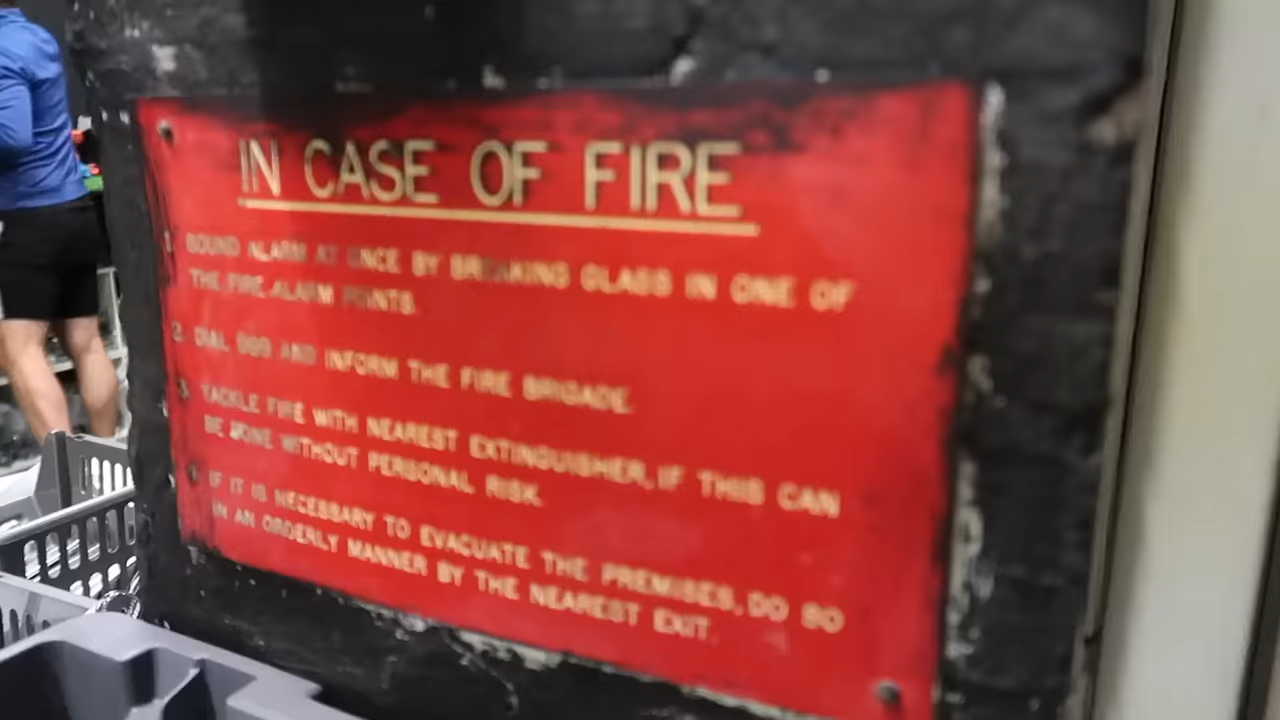 IN CASE OF FIRE
1. SOUND ALARM AT ONCE BY BREAKING GLASS IN ONE OF
THE FIRE ALARM POINTS.
2. DIAL 999 AND INFORM THE FIRE BRIGADE.
3. TACKLE FIRE WITH NEAREST EXTINGUISHER, IF THIS CAN
BE DONE WITHOUT PERSONAL RISK.
4. IF IT IS NECESSARY TO EVACUATE THE PREMISES, DO SO
IN AN ORDERLY MANNER BY THE NEAREST EXIT.